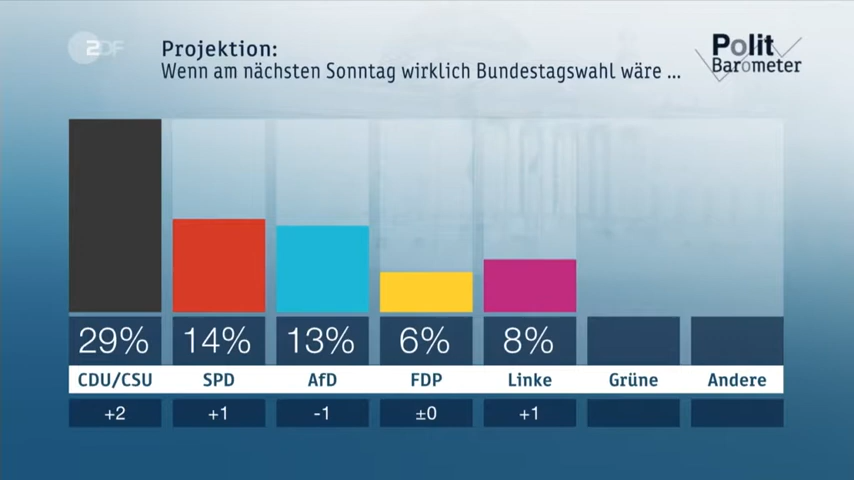 ZDF
Projektion:
Wenn am nächsten Sonntag wirklich Bundestagswahl wäre ...
Polit
Barometer
29% 14% 13% 6% 8%
CDU/CSU SPD AfD FDP Linke Grüne Andere
+2 +1 -1 ±0 +1